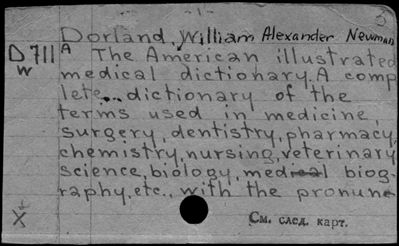 -1-
Dorland, William Alexander Newman
D711 A The American illustrated
w medical dictionary. A comp
lete... dictionary of the
terms used in medicine,
surgery, dentistry, pharmacy,
chemistry, nursing, veterinary
science, biology, medical biog-
raphy, etc., with the pronun-
X
См. след. карт.